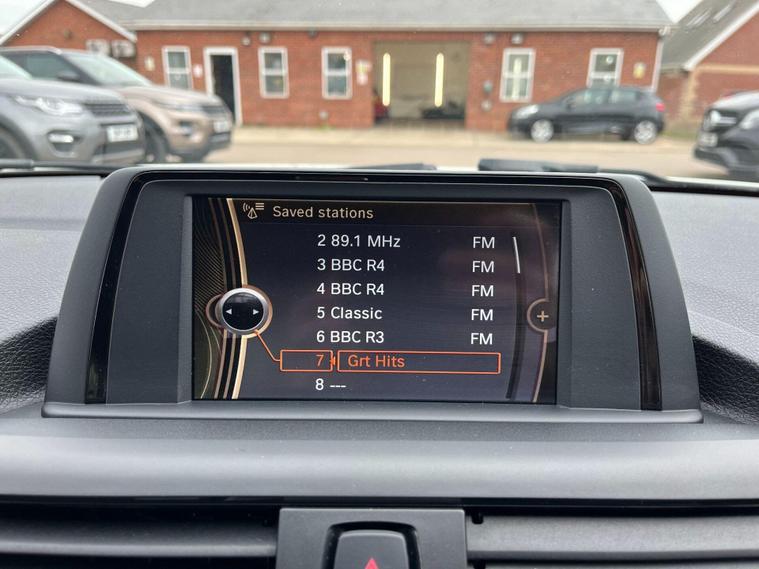 Saved stations
2 89.1 MHz FM
3 BBC R4 FM
4 BBC R4 FM
5 Classic FM
6 BBC R3 FM
7 Grt Hits
8 ---